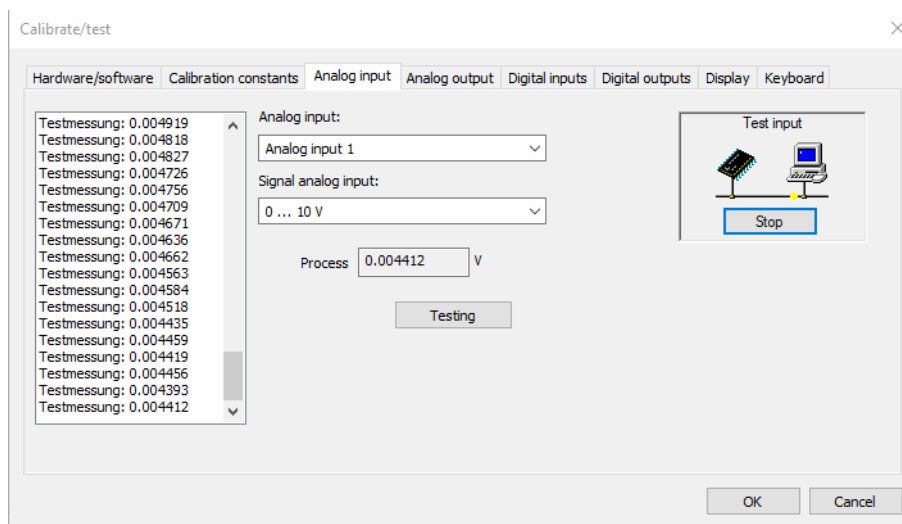 Calibrate/test
Hardware/software Calibration constants Analog input Analog output Digital inputs Digital outputs Display Keyboard
Testmessung: 0.004919
Testmessung: 0.004818
Testmessung: 0.004827
Testmessung: 0.004726
Testmessung: 0.004756
Testmessung: 0.004709
Testmessung: 0.004671
Testmessung: 0.004636
Testmessung: 0.004662
Testmessung: 0.004563
Testmessung: 0.004584
Testmessung: 0.004518
Testmessung: 0.004435
Testmessung: 0.004459
Testmessung: 0.004419
Testmessung: 0.004456
Testmessung: 0.004393
Testmessung: 0.004412
Analog input:
Analog input 1
Signal analog input:
0 ... 10 V
Process 0.004412 V
Testing
Test input
Stop
OK Cancel